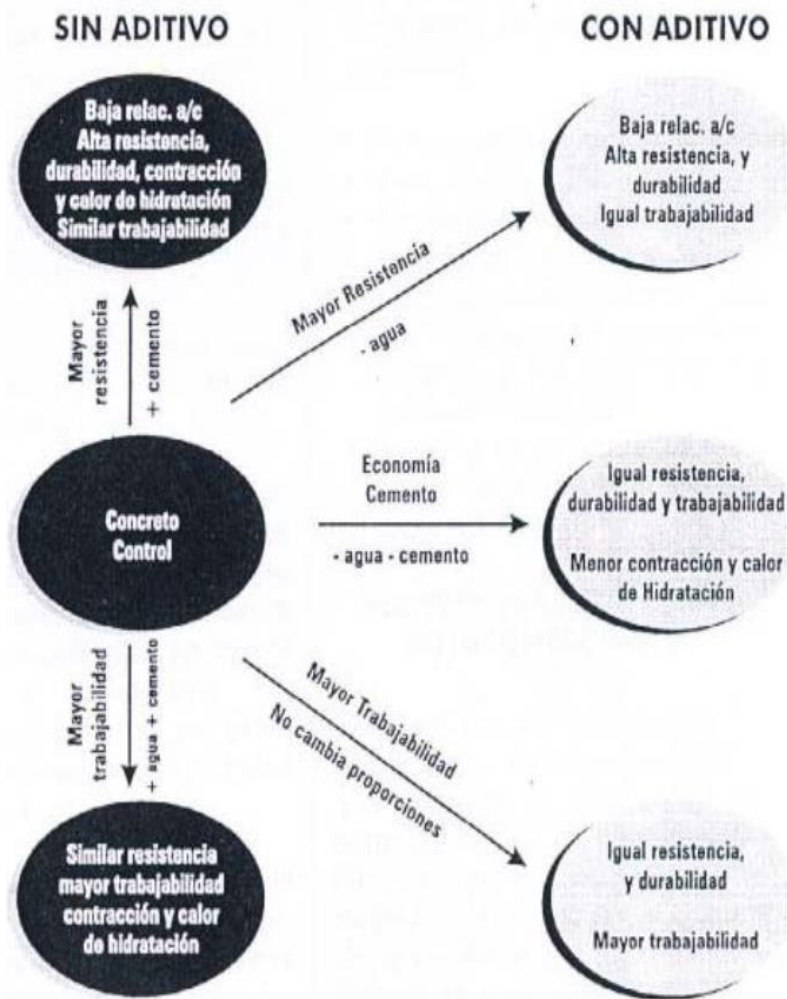 SIN ADITIVO
CON ADITIVO
Baja relac. a/c
Alta resistencia,
durabilidad, contracción
y calor de hidratación
Similar trabajabilidad
Baja relac. a/c
Alta resistencia, y
durabilidad
Igual trabajabilidad
Mayor
resistencia
+ cemento
Mayor Resistencia
- agua
Concreto
Control
Economía
Cemento
- agua - cemento
Igual resistencia,
durabilidad y trabajabilidad
Menor contracción y calor
de Hidratación
Mayor
trabajabilidad
+ agua + cemento
Mayor Trabajabilidad
No cambia proporciones
Similar resistencia
mayor trabajabilidad
contracción y calor
de hidratación
Igual resistencia,
y durabilidad
Mayor trabajabilidad